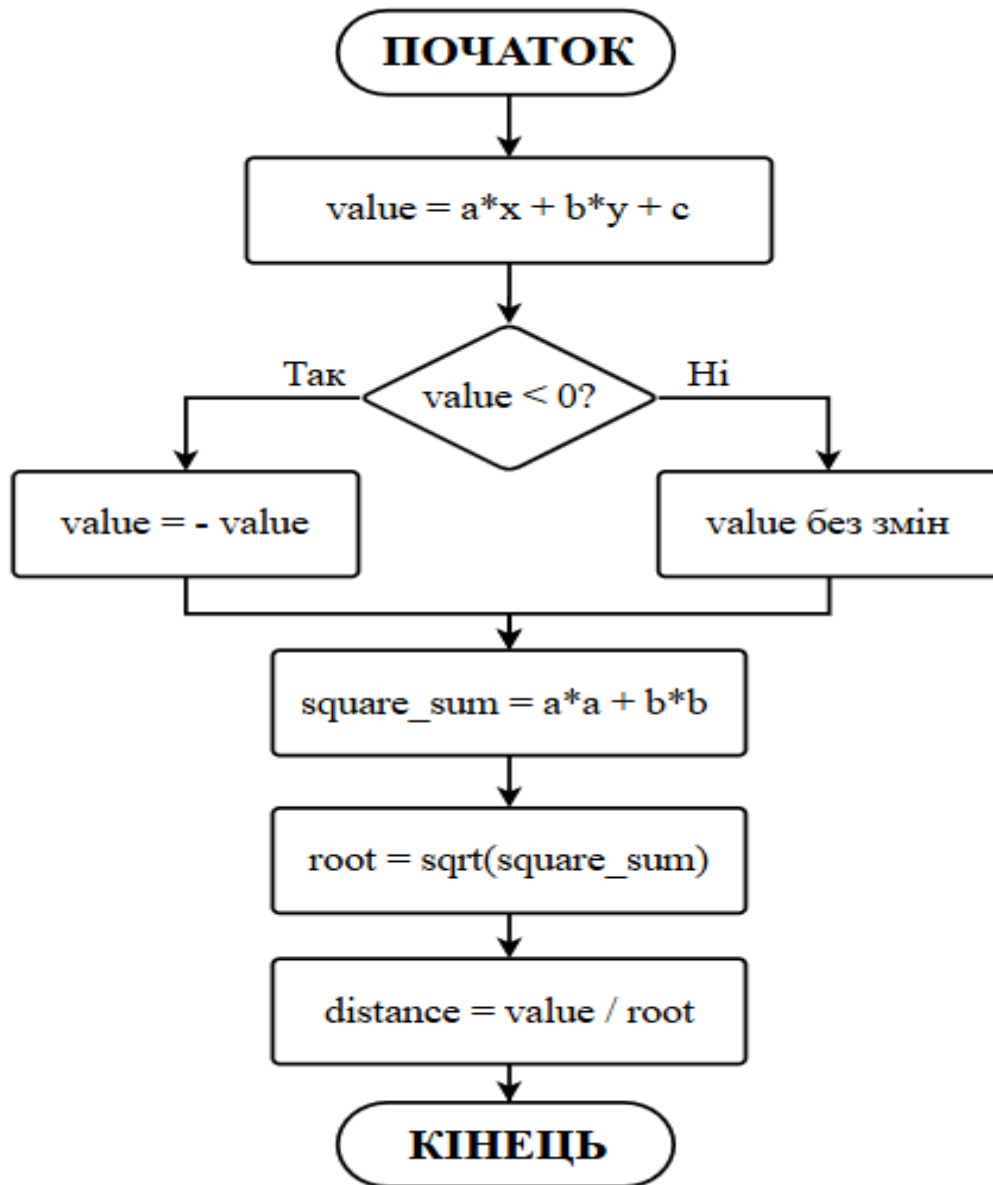 ПОЧАТОК
value = a*x + b*y + c
value < 0?
Так
Ні
value = - value
value без змін
square_sum = a*a + b*b
root = sqrt(square_sum)
distance = value / root
КІНЕЦЬ